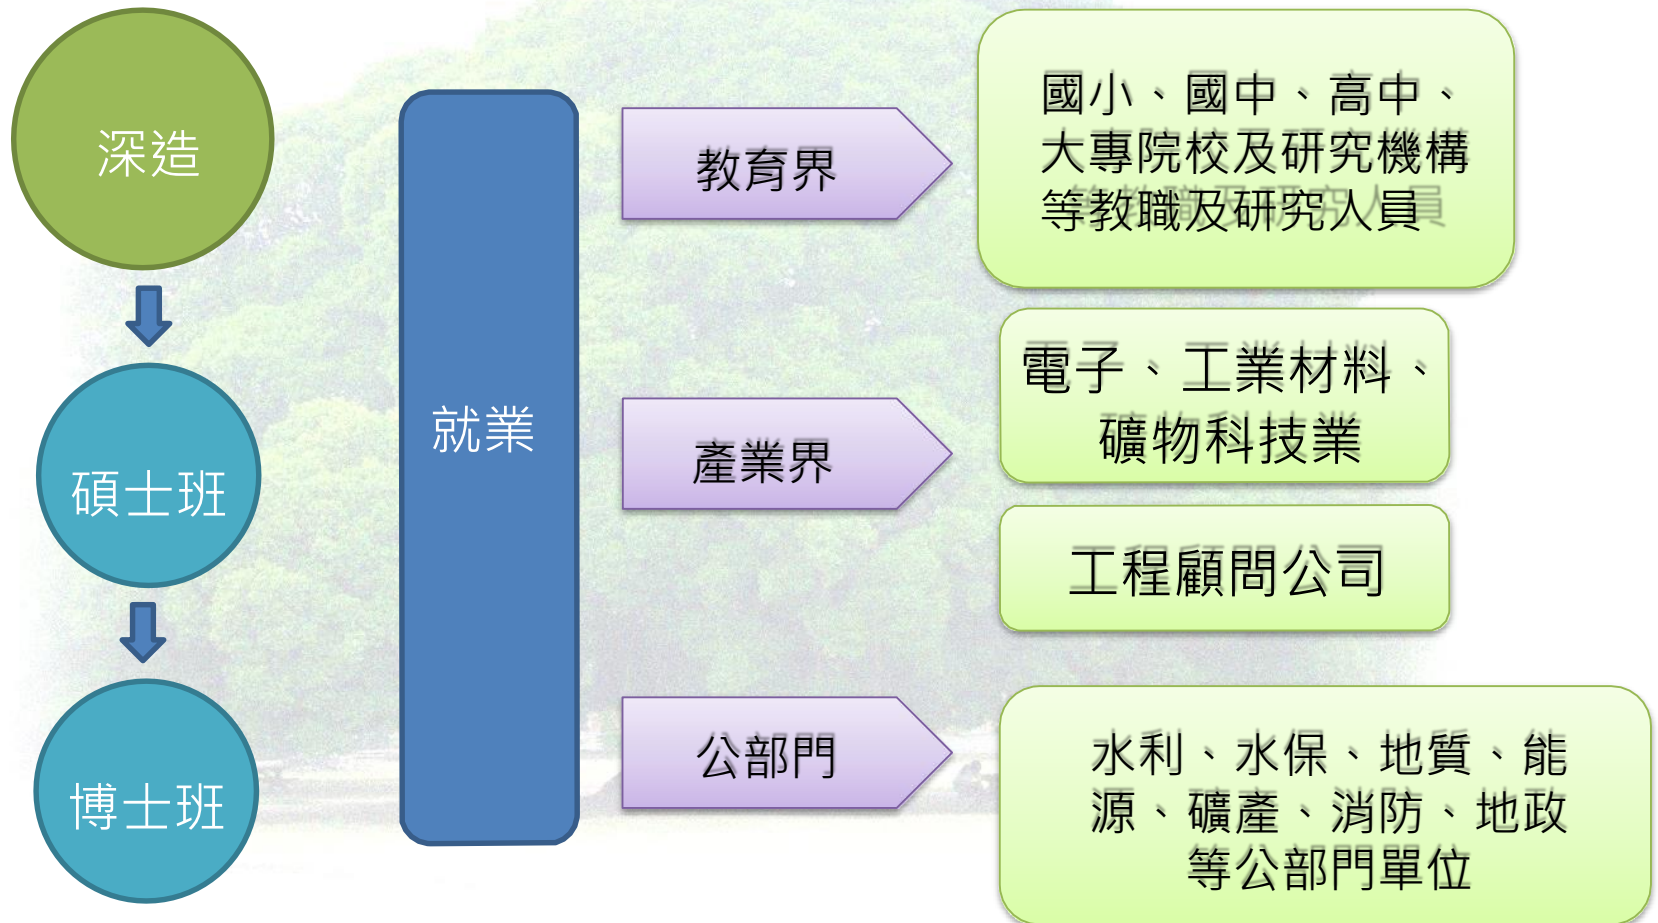 深造
碩士班
博士班
就業
教育界
國小、國中、高中、
大專院校及研究機構
等教職及研究人員
產業界
電子、工業材料、
礦物科技業
工程顧問公司
公部門
水利、水保、地質、能
源、礦產、消防、地政
等公部門單位